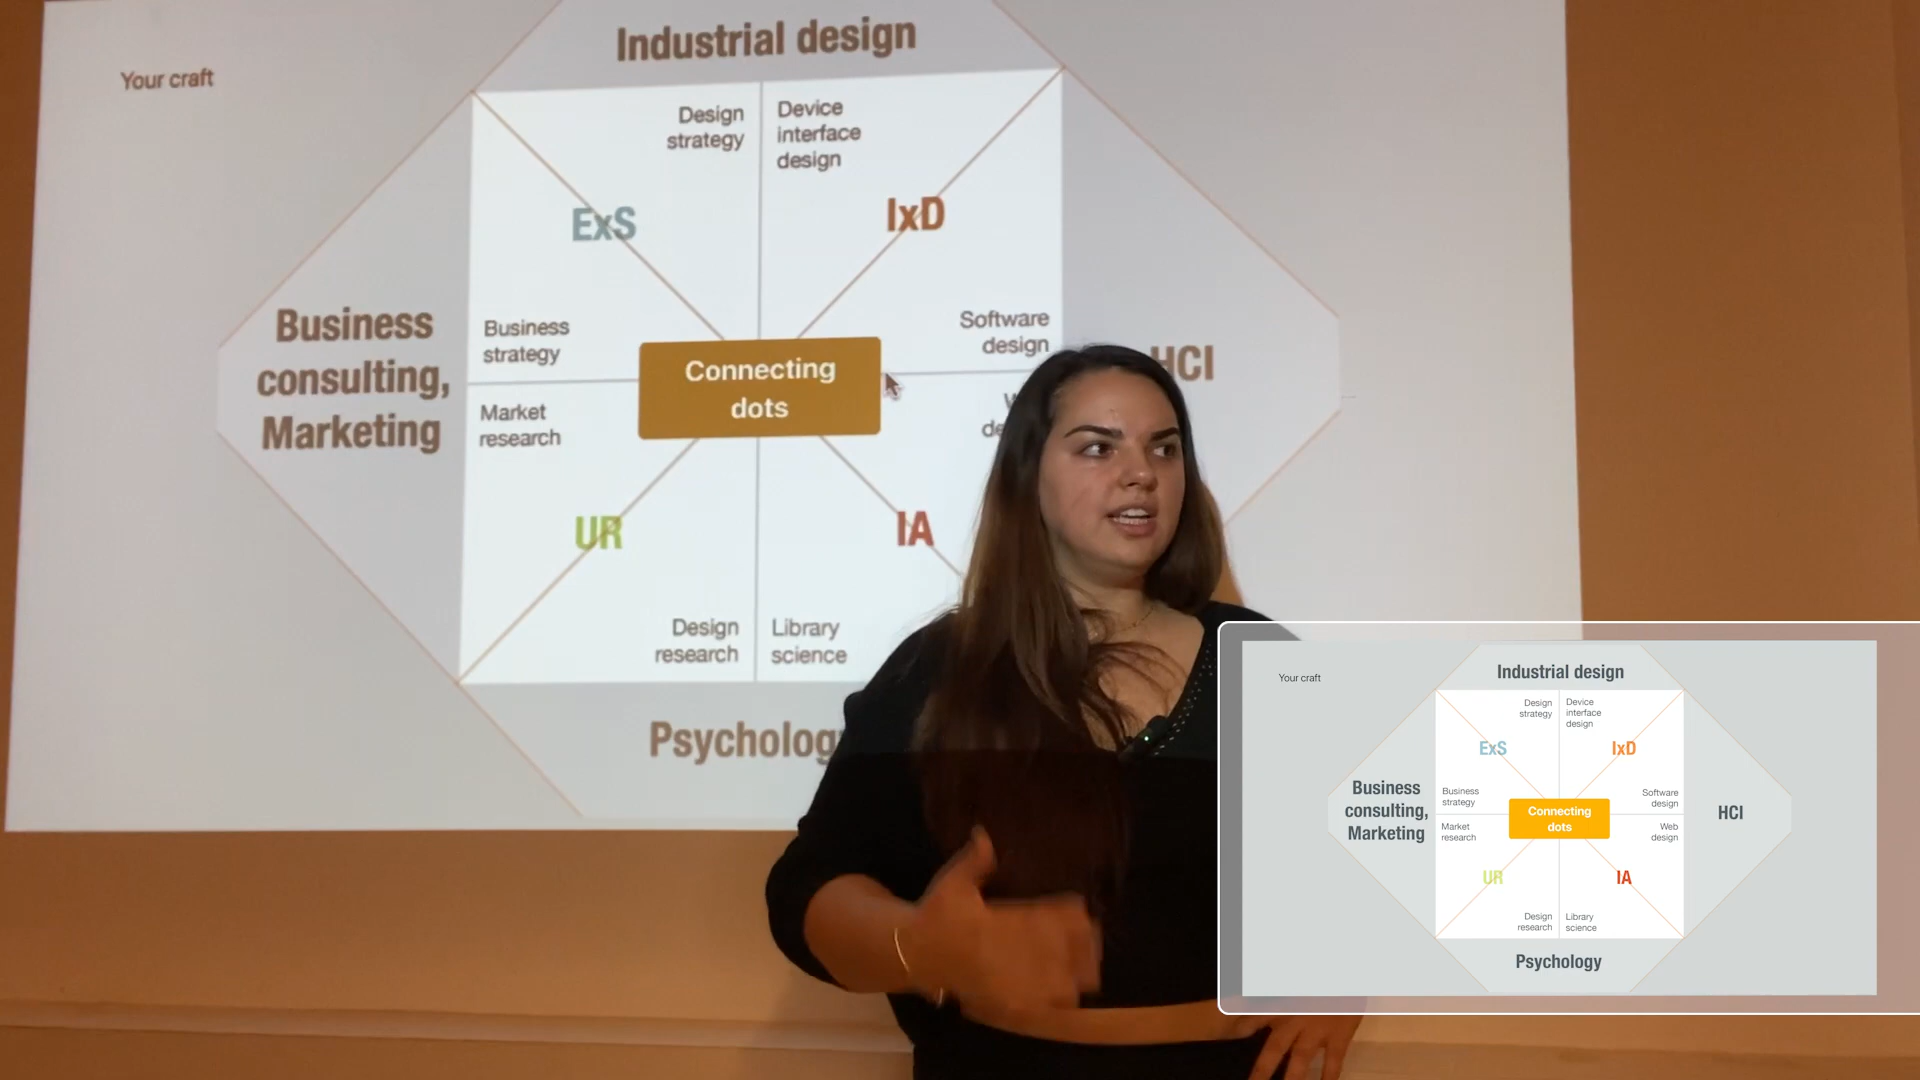 Your craft
Industrial design
Design
strategy
Device
interface
design
ExS
IxD
Business
consulting,
Marketing
Business
strategy
Software
design
HCI
Connecting
dots
Market
research
UR
IA
Design
research
Library
science
Your craft
Industrial design
Design
strategy
Device
interface
design
ExS
IxD
Business
consulting,
Marketing
Business
strategy
Software
design
Connecting
dots
HCI
Market
research
Web
design
UR
IA
Design
research
Library
science
Psychology